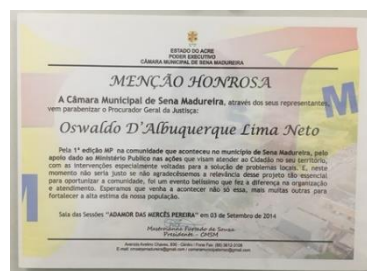 ESTADO DO ACRE
PODER EXECUTIVO
CÂMARA MUNICIPAL DE SENA MADUREIRA
MENÇÃO HONROSA
A Câmara Municipal de Sena Madureira, através dos seus representantes,
vem parabenizar o Procurador Geral da Justiça:
Oswaldo D'Albuquerque Lima Neto
Pela 1ª edição MP na comunidade que aconteceu no município de Sena Madureira, pelo
apoio dado ao Ministério Publico nas ações que visam atender ao Cidadão no seu território,
com as intervenções especialmente voltadas para a solução de problemas locais. E, neste
momento não seria justo se não agradecêssemos a relevância desse projeto tão essencial
para oportunizar a comunidade, foi um evento belíssimo que fez a diferença na organização
e atendimento. Esperamos que venha a acontecer não só essa, mais muitas outras para
fortalecer a alta estima da nossa população.
Sala das Sessões "ADAMOR DAS MERCÊS PEREIRA" em 03 de Setembro de 2014
de Souza
Presidente - CMSM